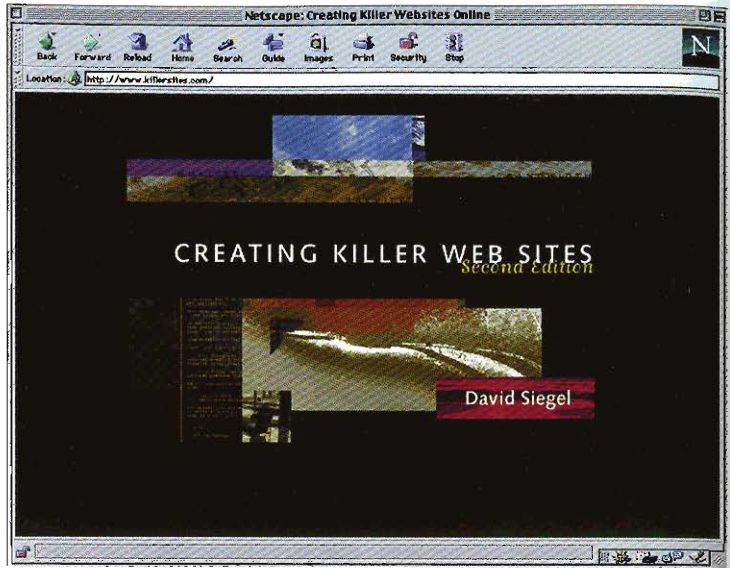 Netscape: Creating Killer Websites Online
Back Forward Reload Home Search Guide Images Print Security Stop
N
Location: http://www.killersites.com/
CREATING KILLER WEB SITES
Second Edition
David Siegel